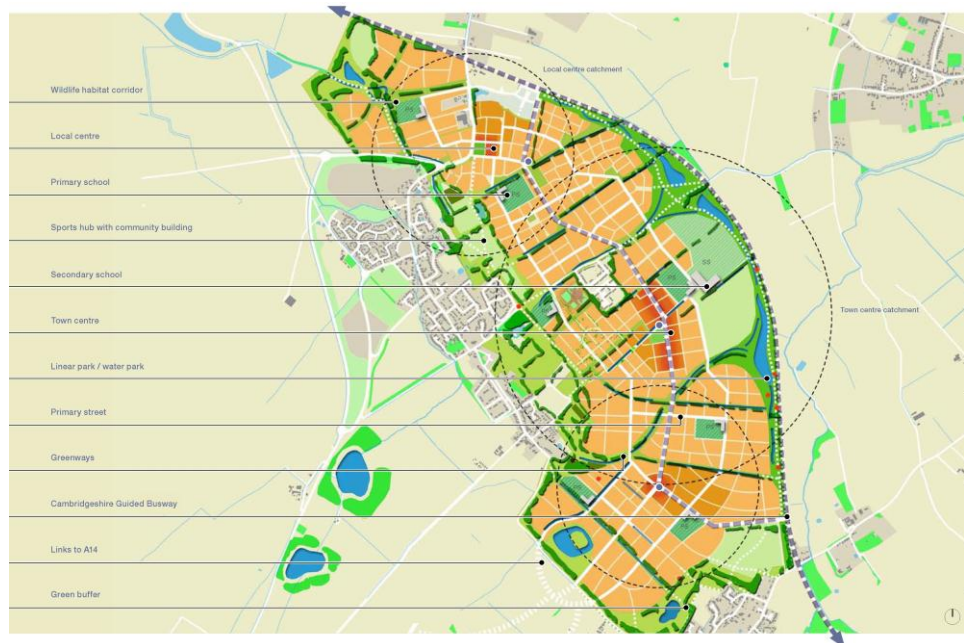 Local centre catchment
Wildlife habitat corridor
Local centre
Primary school
Sports hub with community building
Secondary school
Town centre
Town centre catchment
Linear park / water park
Primary street
Greenways
Cambridgeshire Guided Busway
Links to A14
Green buffer